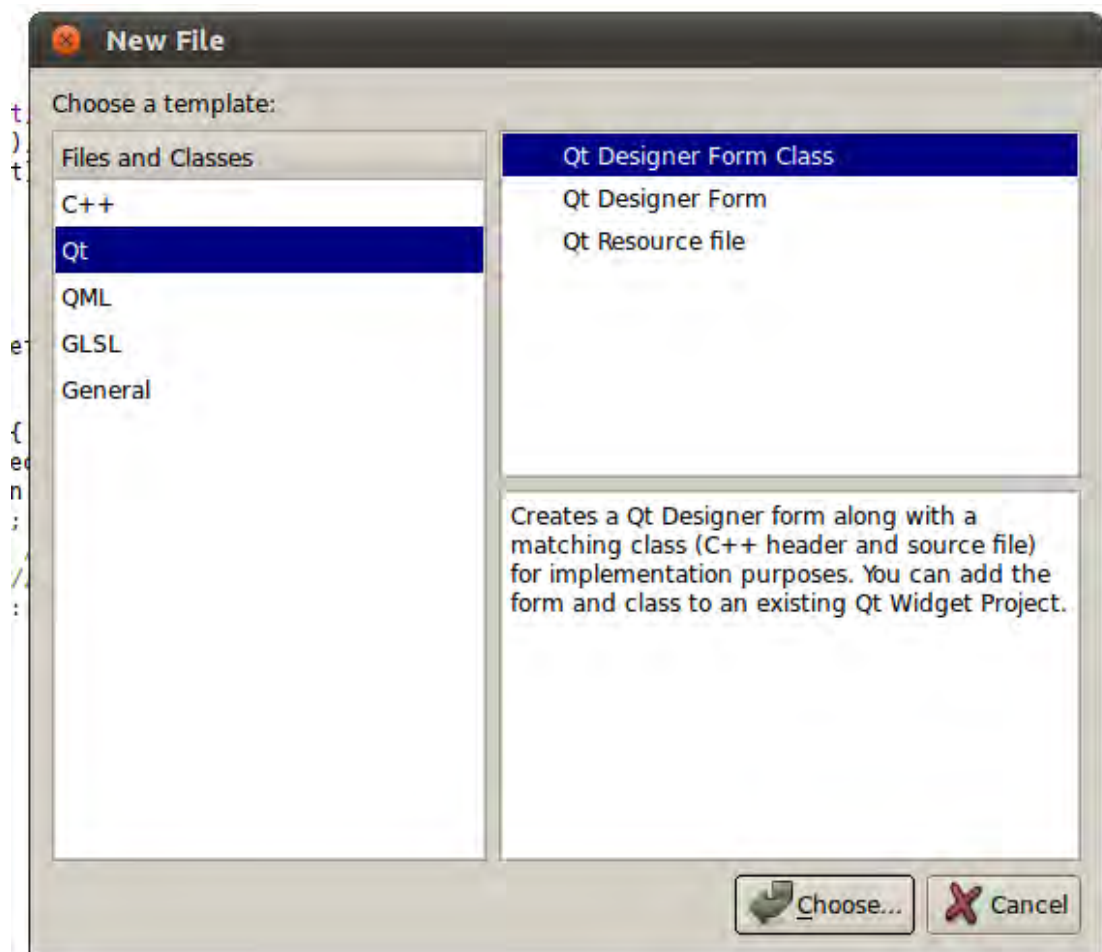 New File
Choose a template:
Files and Classes
C++
Qt
QML
GLSL
General
Qt Designer Form Class
Qt Designer Form
Qt Resource file
Creates a Qt Designer form along with a
matching class (C++ header and source file)
for implementation purposes. You can add the
form and class to an existing Qt Widget Project.
Choose...
Cancel